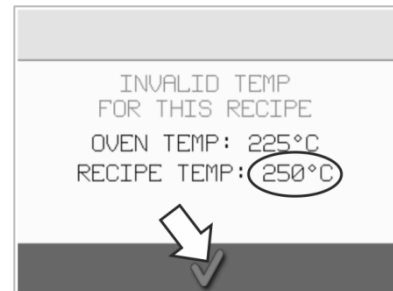 INVALID TEMP
FOR THIS RECIPE
OVEN TEMP: 225°C
RECIPE TEMP: 250°C